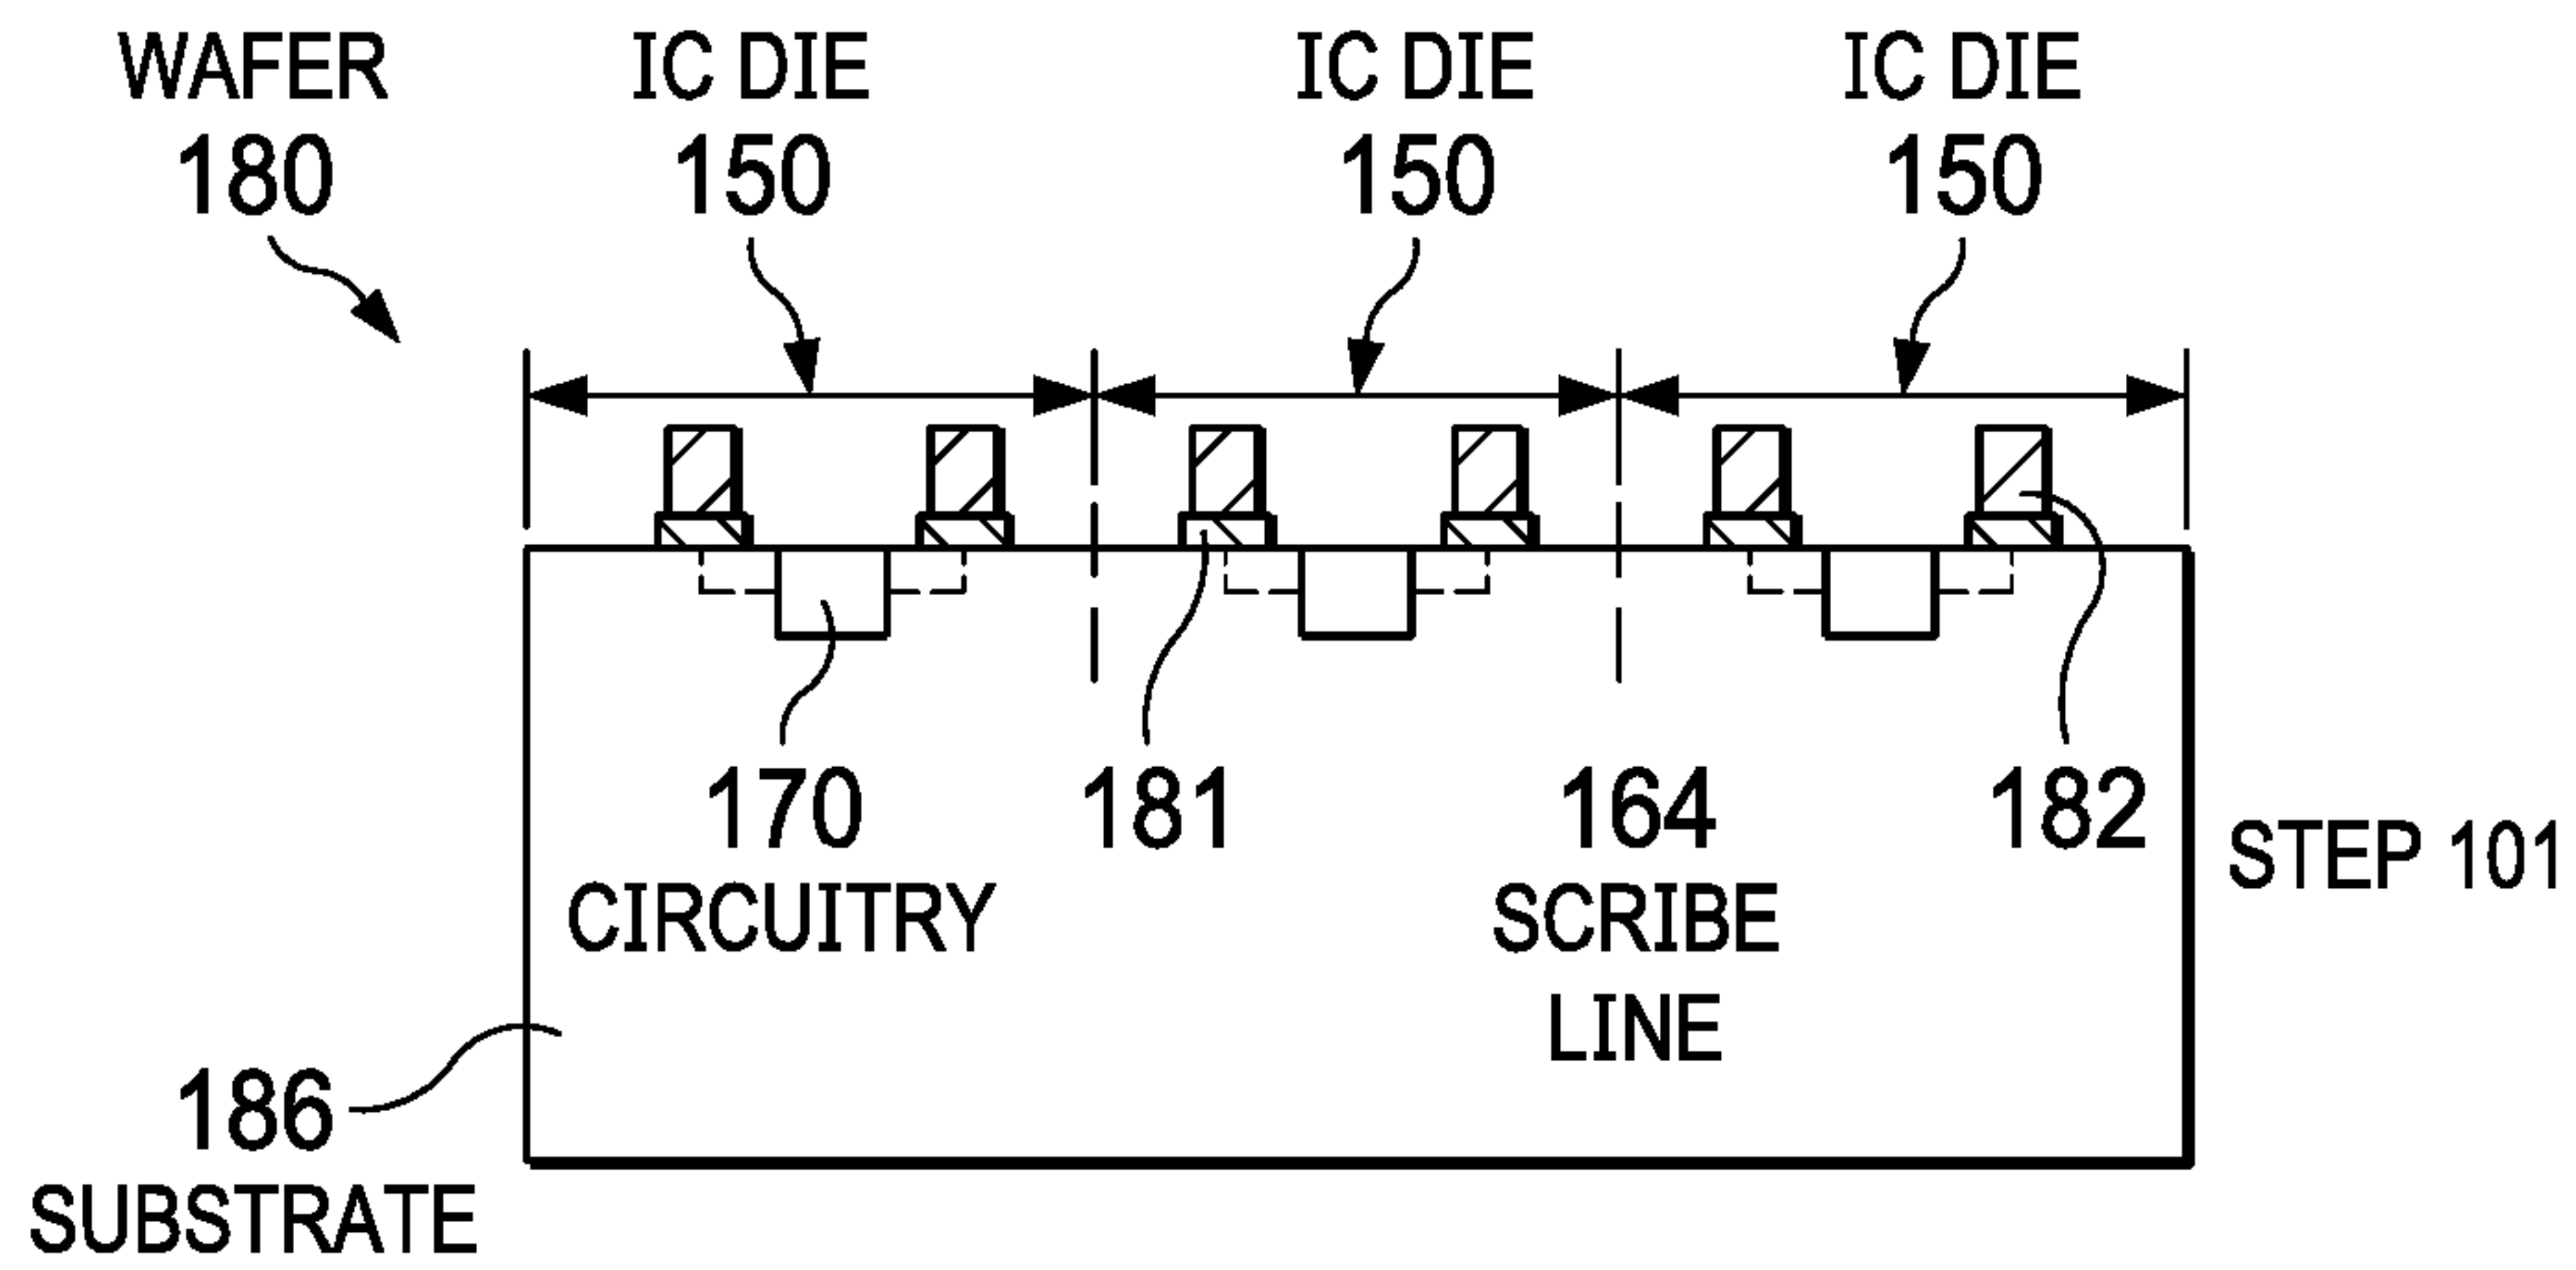 WAFER
180
IC DIE
150
IC DIE
150
IC DIE
150
170
CIRCUITRY
181
164
SCRIBE
LINE
182
STEP 101
186
SUBSTRATE